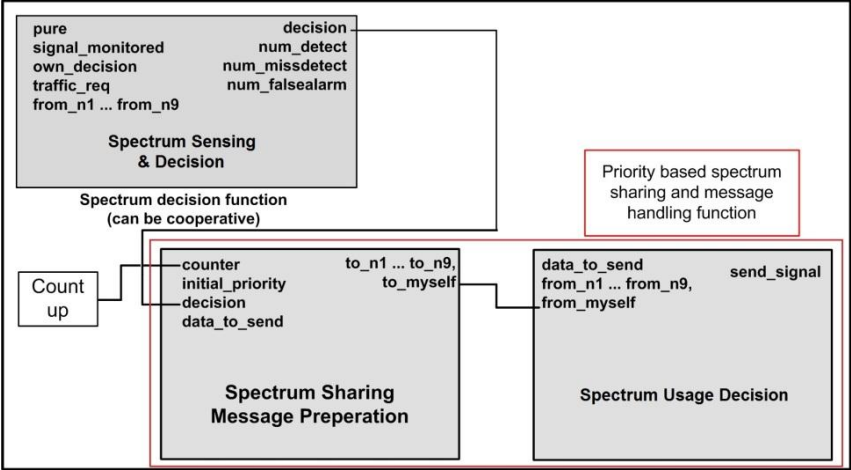 pure
signal_monitored
own_decision
traffic_req
from_n1 ... from_n9
decision
num_detect
num_missdetect
num_falsealarm
Spectrum Sensing
& Decision
Spectrum decision function
(can be cooperative)
Priority based spectrum
sharing and message
handling function
Count
up
counter
initial_priority
decision
data_to_send
to_n1 ... to_n9,
to_myself
Spectrum Sharing
Message Preperation
data_to_send
from_n1 ... from_n9,
from_myself
send_signal
Spectrum Usage Decision